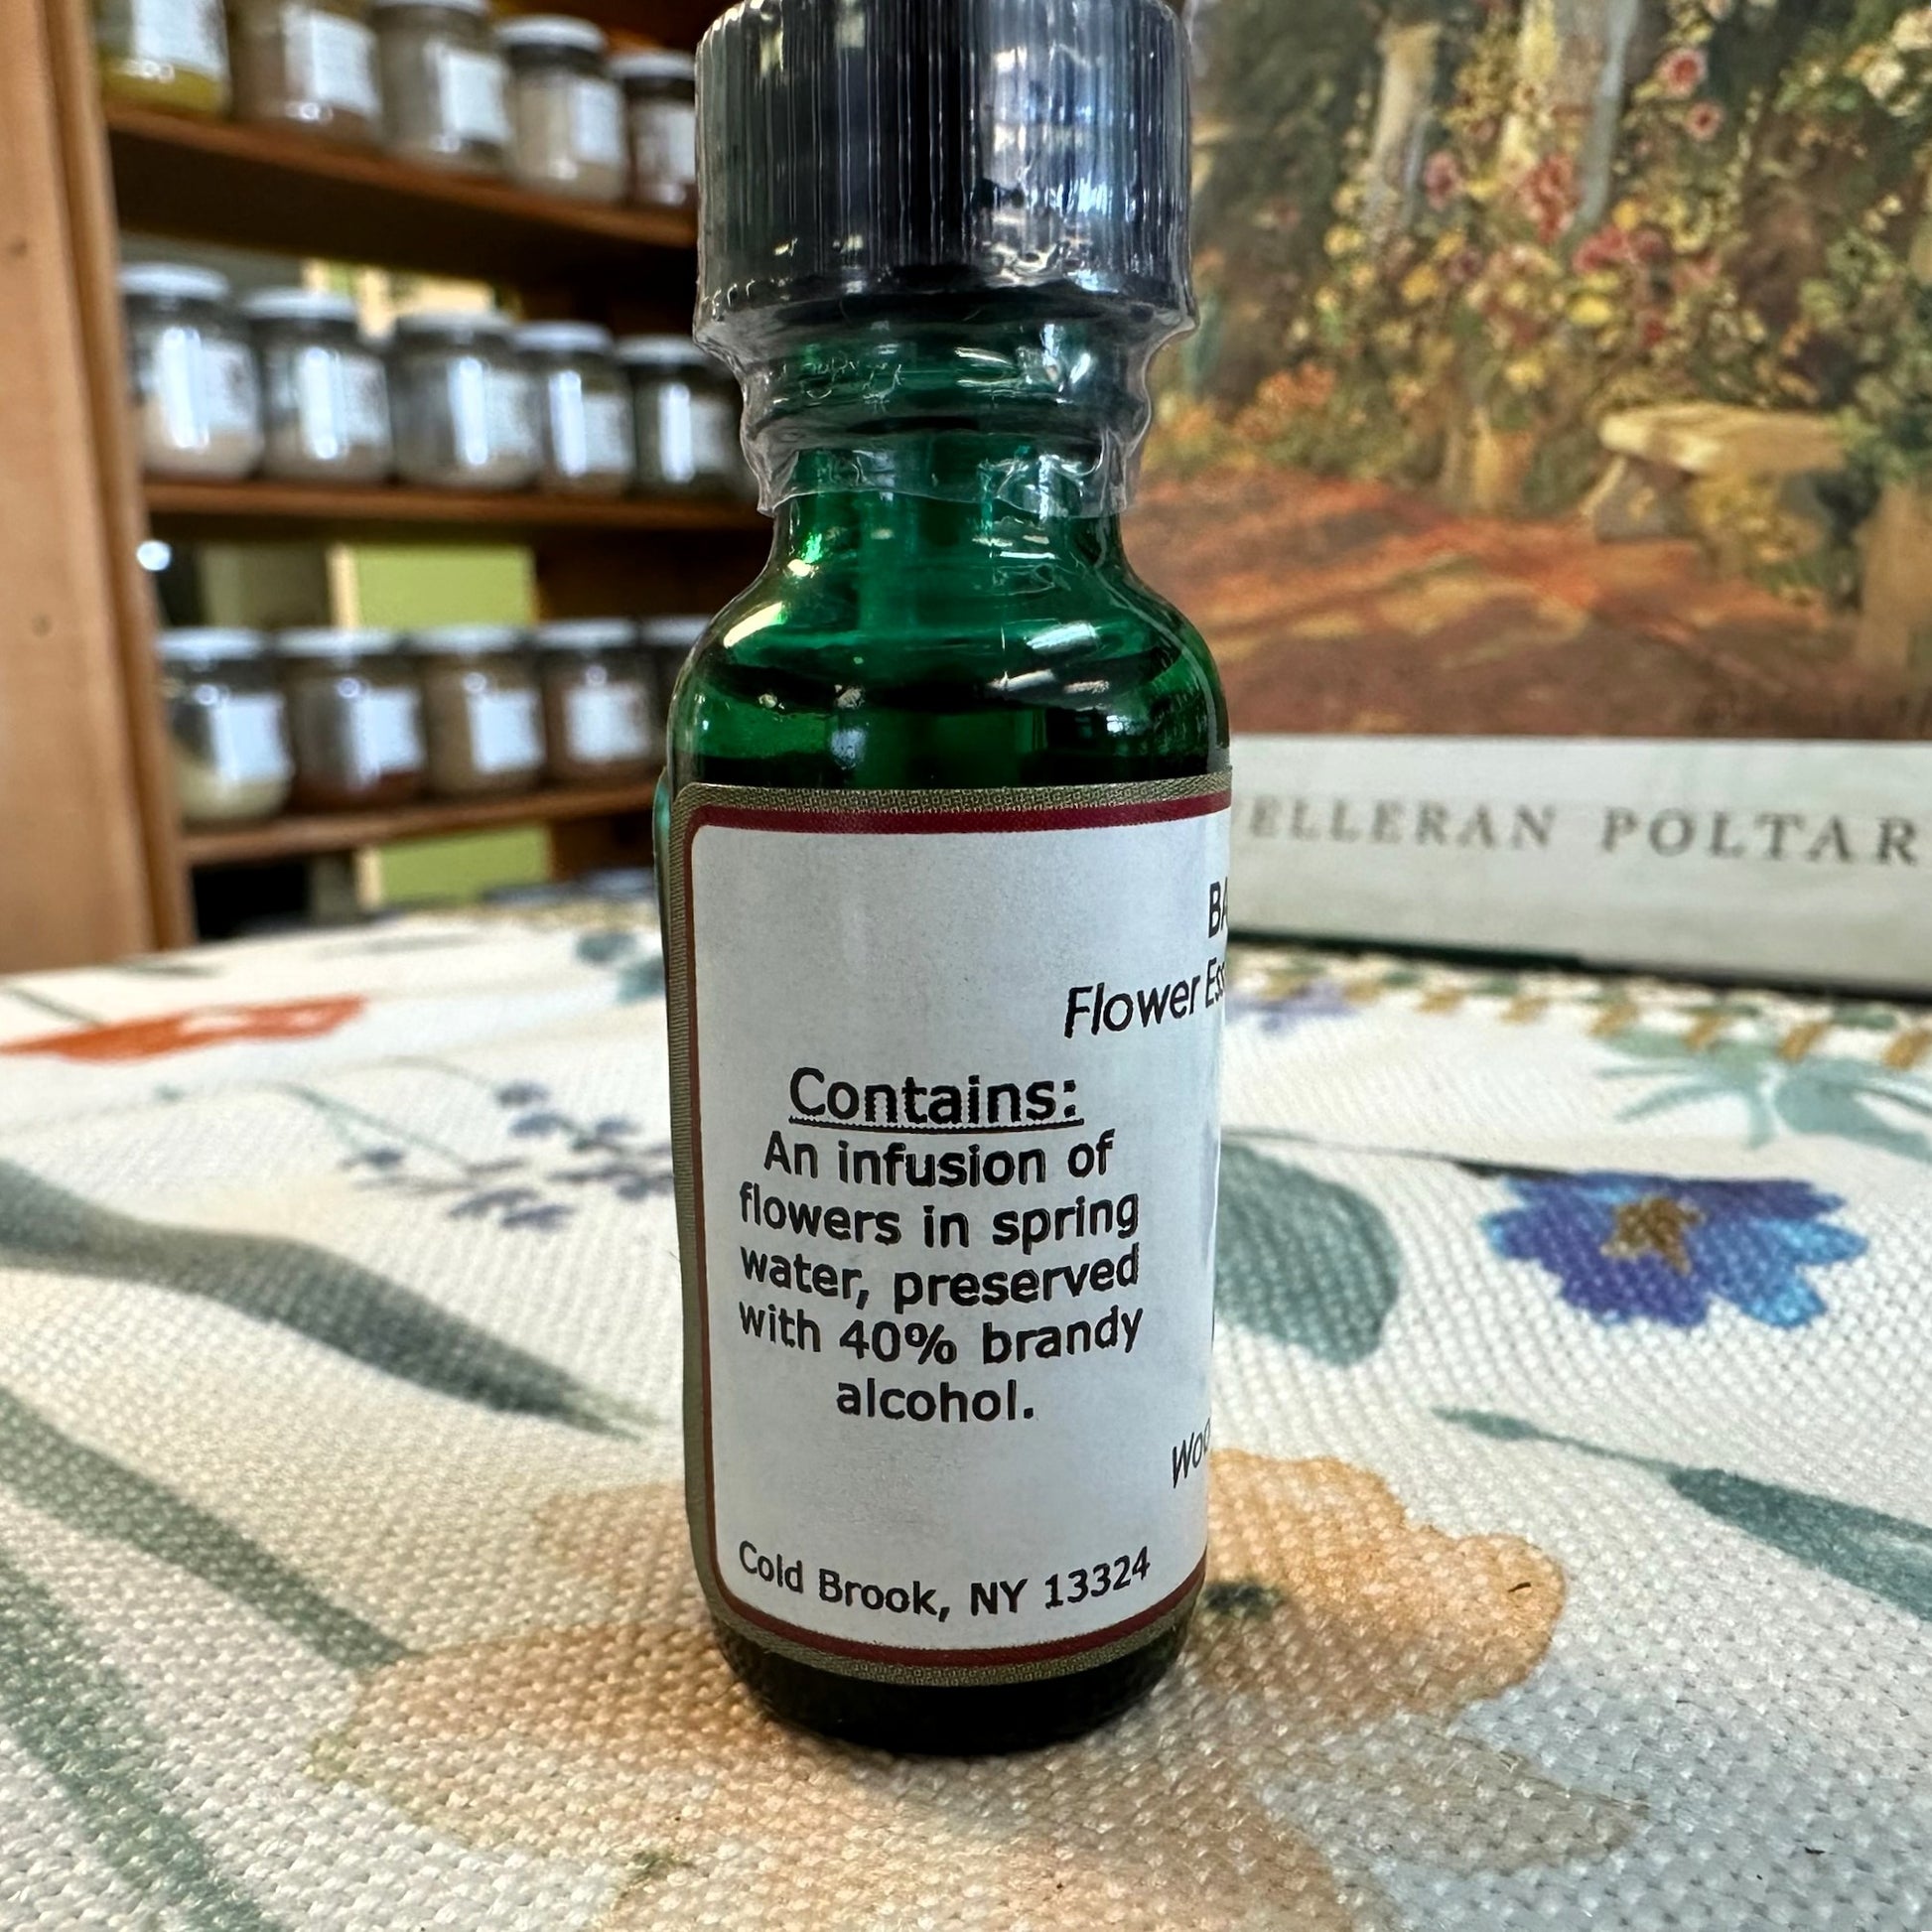 ELLERAN POLTAR
BA
Flower Ess
Contains:
An infusion of
flowers in spring
water, preserved
with 40% brandy
alcohol.
Woo
Cold Brook, NY 13324